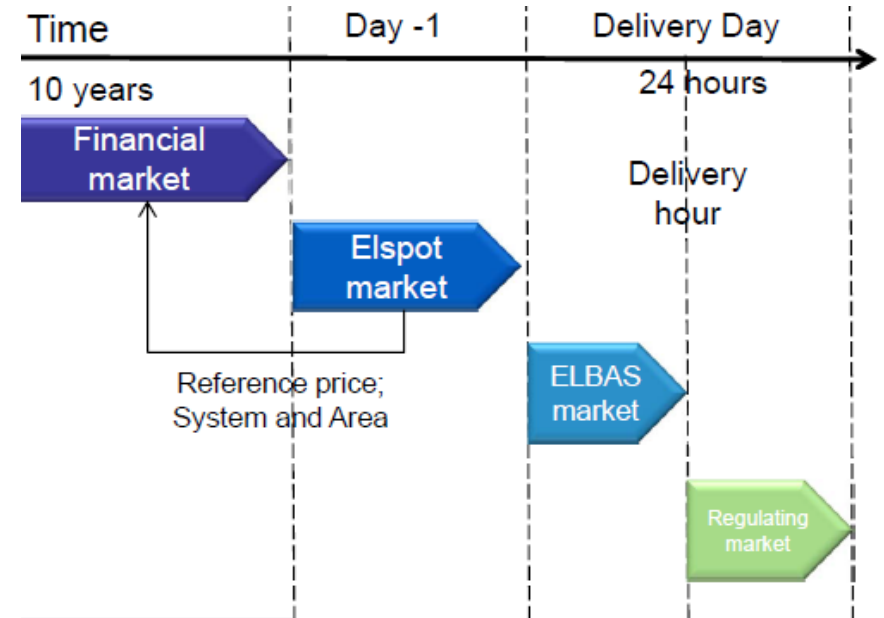 Time
Day -1
Delivery Day
10 years
24 hours
Financial
market
Delivery
hour
Elspot
market
Reference price;
System and Area
ELBAS
market
Regulating
market